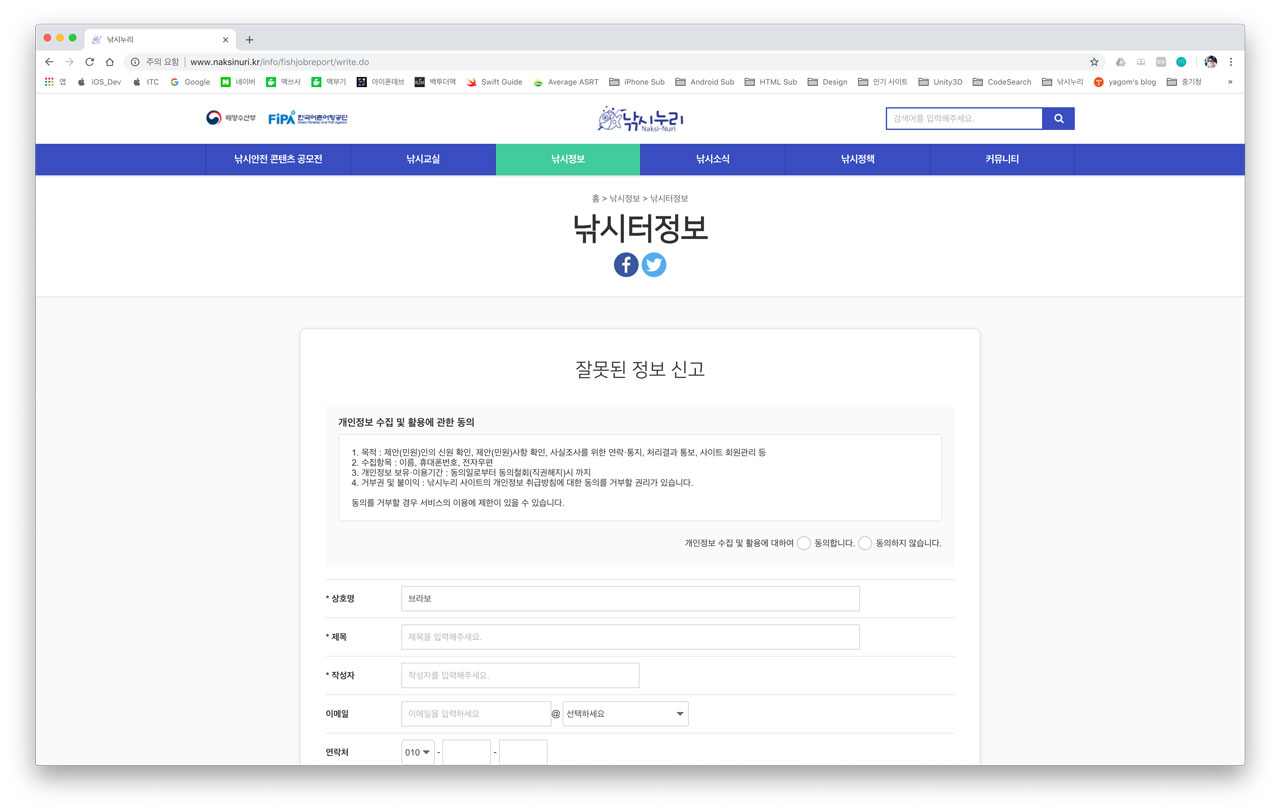 낚시누리
주의 요함 | www.naksinuri.kr/info/fishjobreport/write.do
앱 iOS_Dev ITC Google 네이버 맥쓰사 맥부기 아이폰데브 백투더맥 Swift Guide Average ASRT iPhone Sub Android Sub HTML Sub Design 인기 사이트 Unity3D CodeSearch 낚시누리 yagom's blog 중기청 »
해양수산부 FiPA 한국어촌어항공단
낚시누리
Naksi-Nuri
검색어를 입력해주세요.
낚시안전 콘텐츠 공모전 낚시교실 낚시정보 낚시소식 낚시정책 커뮤니티
홈 > 낚시정보 > 낚시터정보
낚시터정보
잘못된 정보 신고
개인정보 수집 및 활용에 관한 동의
1. 목적 : 제안(민원)인의 신원 확인, 제안(민원)사항 확인, 사실조사를 위한 연락·통지, 처리결과 통보, 사이트 회원관리 등
2. 수집항목 : 이름, 휴대폰번호, 전자우편
3. 개인정보 보유·이용기간 : 동의일로부터 동의철회(직권해지)시 까지
4. 거부권 및 불이익 : 낚시누리 사이트의 개인정보 취급방침에 대한 동의를 거부할 권리가 있습니다.
동의를 거부할 경우 서비스의 이용에 제한이 있을 수 있습니다.
개인정보 수집 및 활용에 대하여 동의합니다. 동의하지 않습니다.
* 상호명 브라보
* 제목 제목을 입력해주세요.
* 작성자 작성자를 입력해주세요.
이메일 이메일을 입력하세요 @ 선택하세요
연락처 010 - -